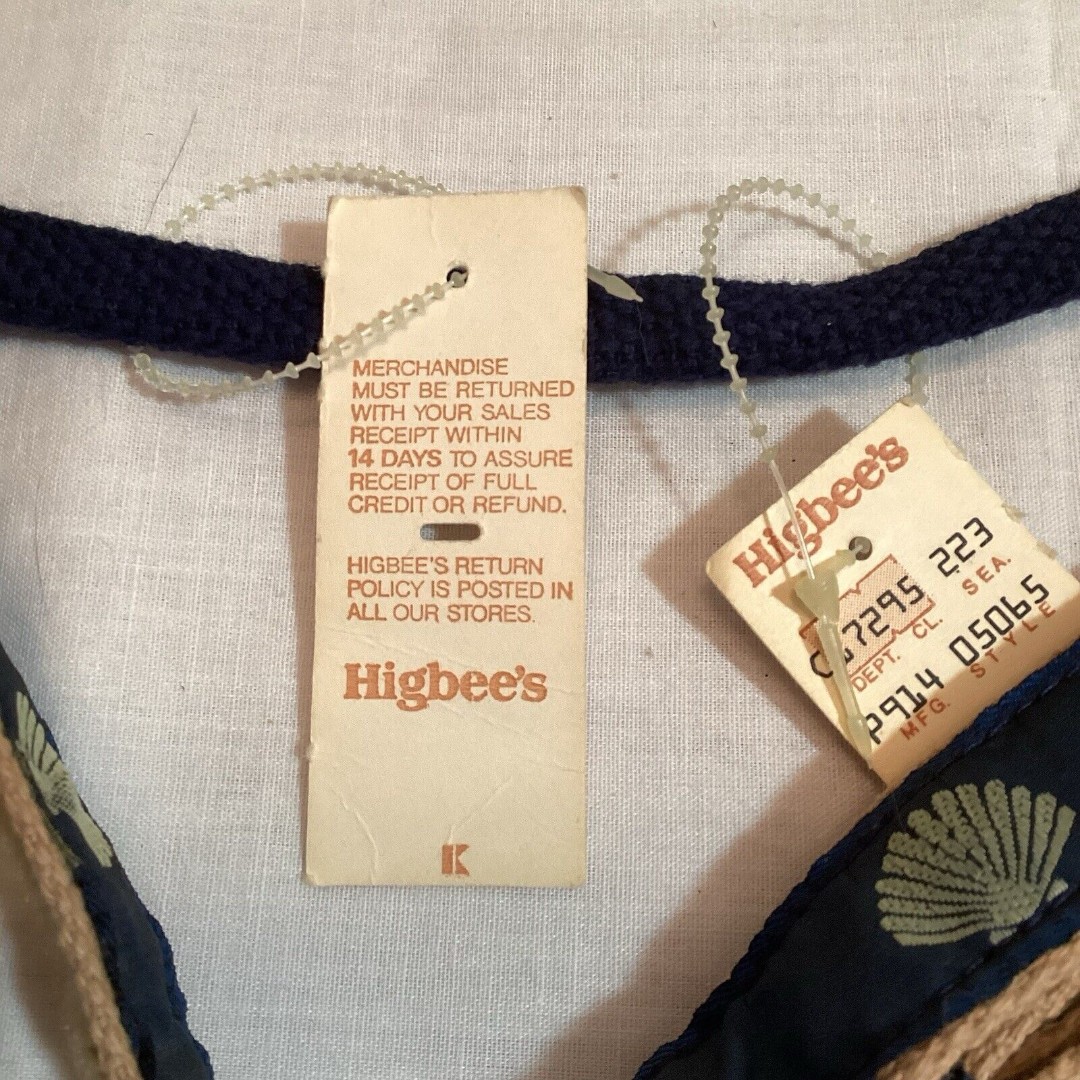 MERCHANDISE
MUST BE RETURNED
WITH YOUR SALES
RECEIPT WITHIN
14 DAYS TO ASSURE
RECEIPT OF FULL
CREDIT OR REFUND.
HIGBEE'S RETURN
POLICY IS POSTED IN
ALL OUR STORES.
Higbee's
K
Higbee's
7295 223
DEPT. CL. SEA.
P914 05065
MFG. STYLE